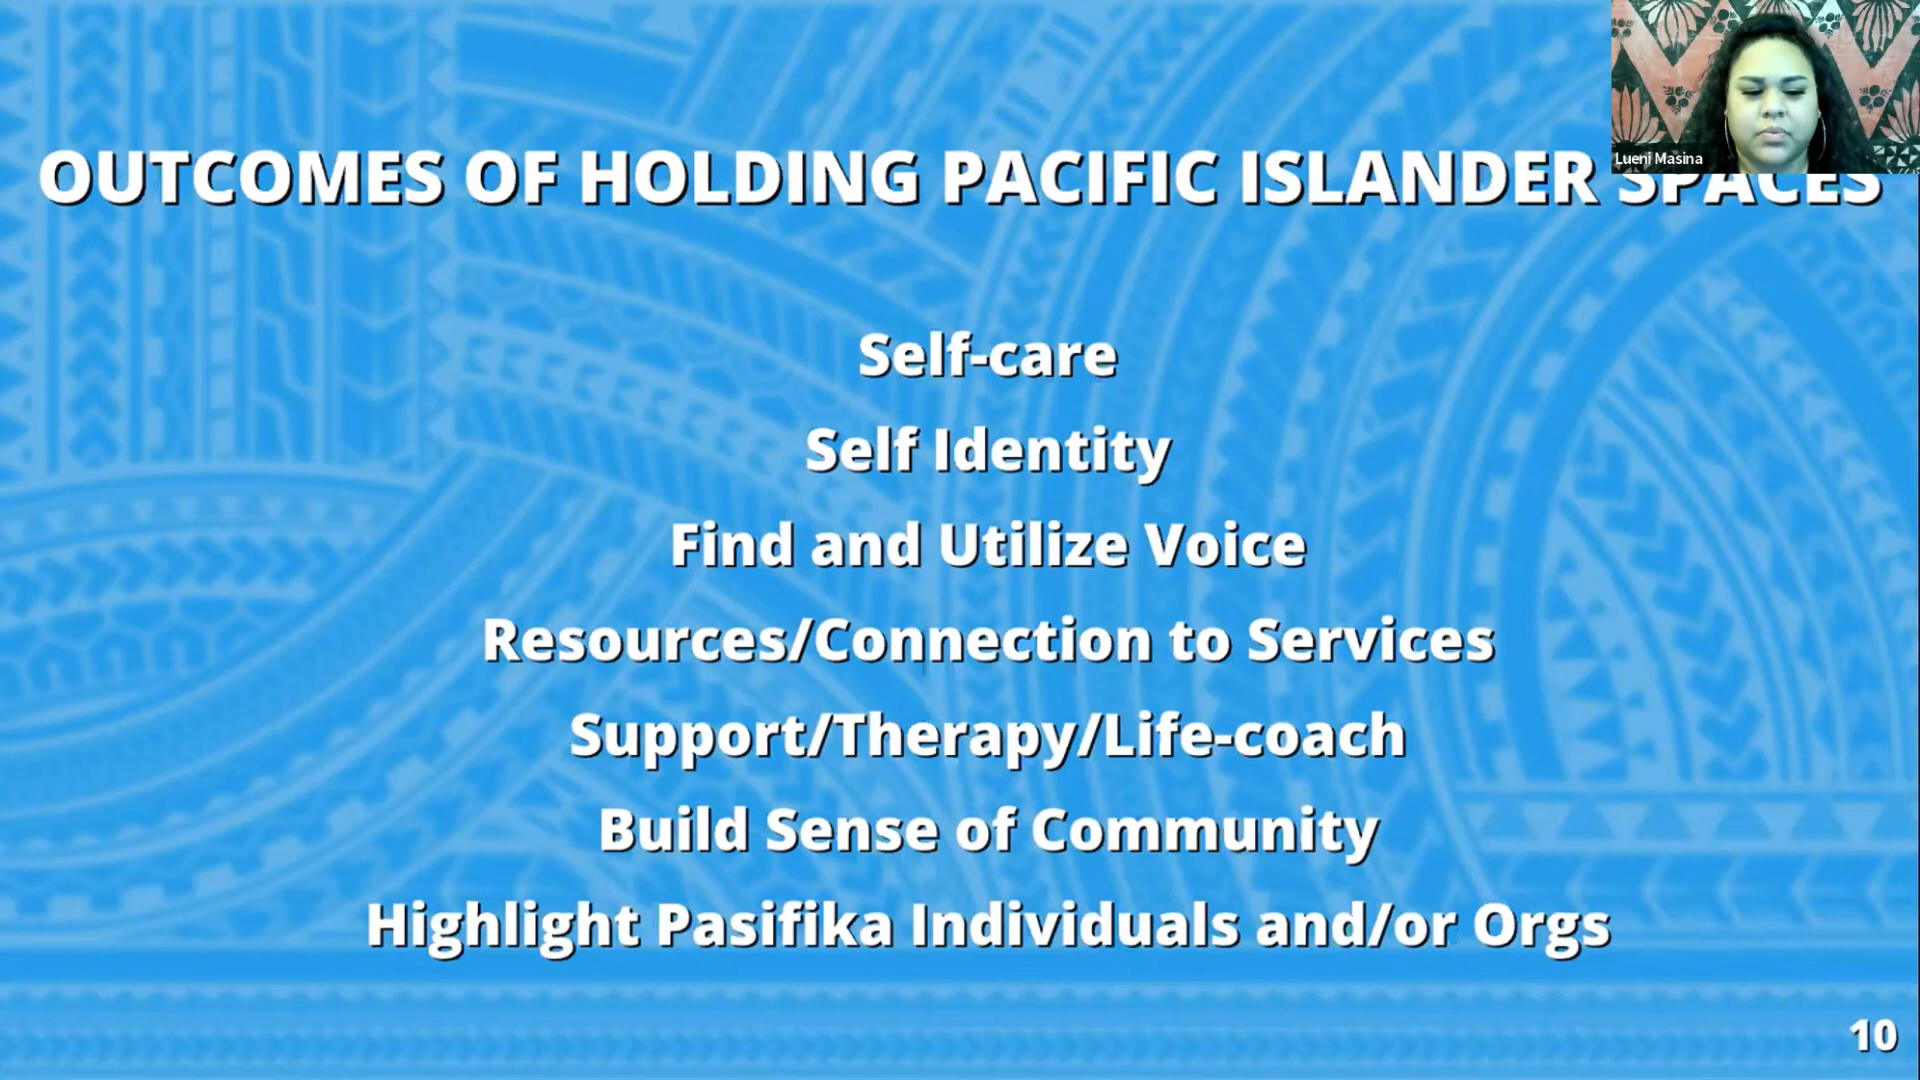 OUTCOMES OF HOLDING PACIFIC ISLANDER SPACES
Lueni Masina
Self-care
Self Identity
Find and Utilize Voice
Resources/Connection to Services
Support/Therapy/Life-coach
Build Sense of Community
Highlight Pasifika Individuals and/or Orgs
10